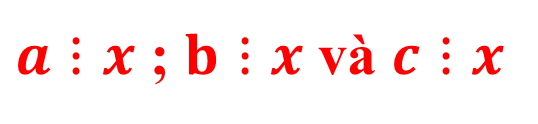 a ⋮ x ; b ⋮ x và c ⋮ x